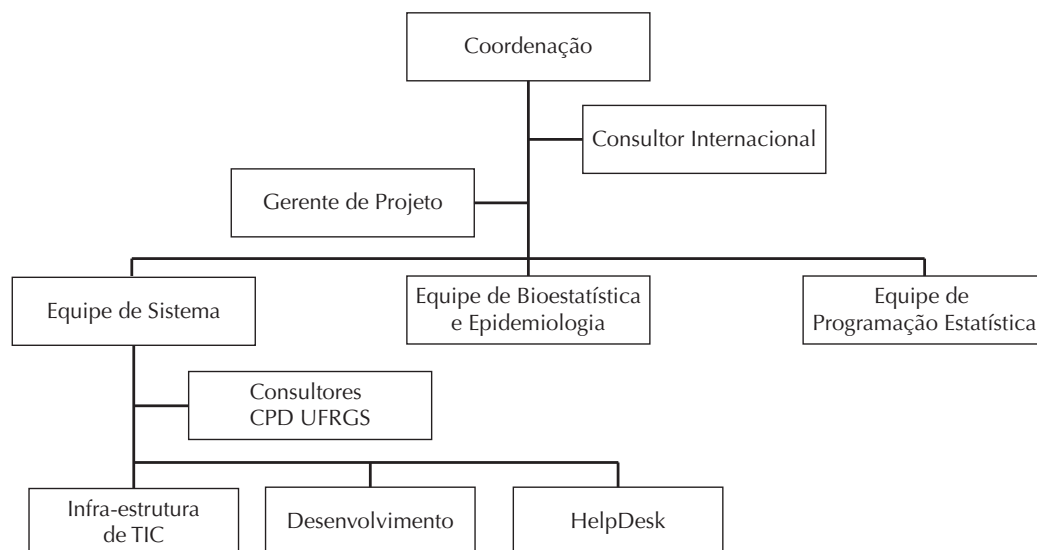 Coordenação
Consultor Internacional
Gerente de Projeto
Equipe de Sistema
Equipe de Bioestatística
e Epidemiologia
Equipe de
Programação Estatística
Consultores
CPD UFRGS
Infra-estrutura
de TIC
Desenvolvimento
HelpDesk